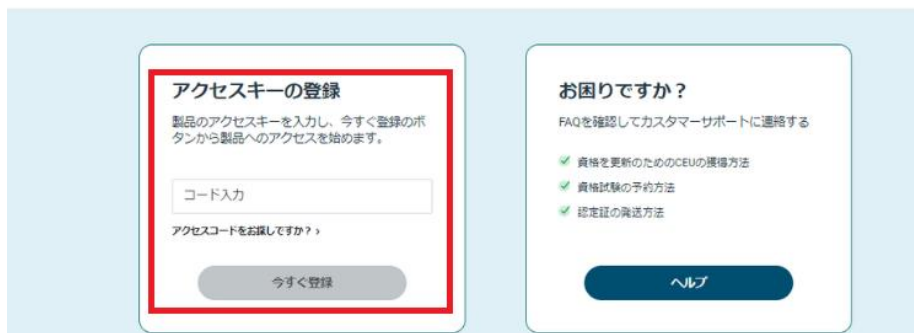 アクセスキーの登録
製品のアクセスキーを入力し、今すぐ登録のボ
タンから製品へのアクセスを始めます。
コード入力
アクセスコードをお探しですか？ ›
今すぐ登録
お困りですか？
FAQを確認してカスタマーサポートに連絡する
資格を更新のためのCEUの獲得方法
資格試験の予約方法
認定証の発送方法
ヘルプ